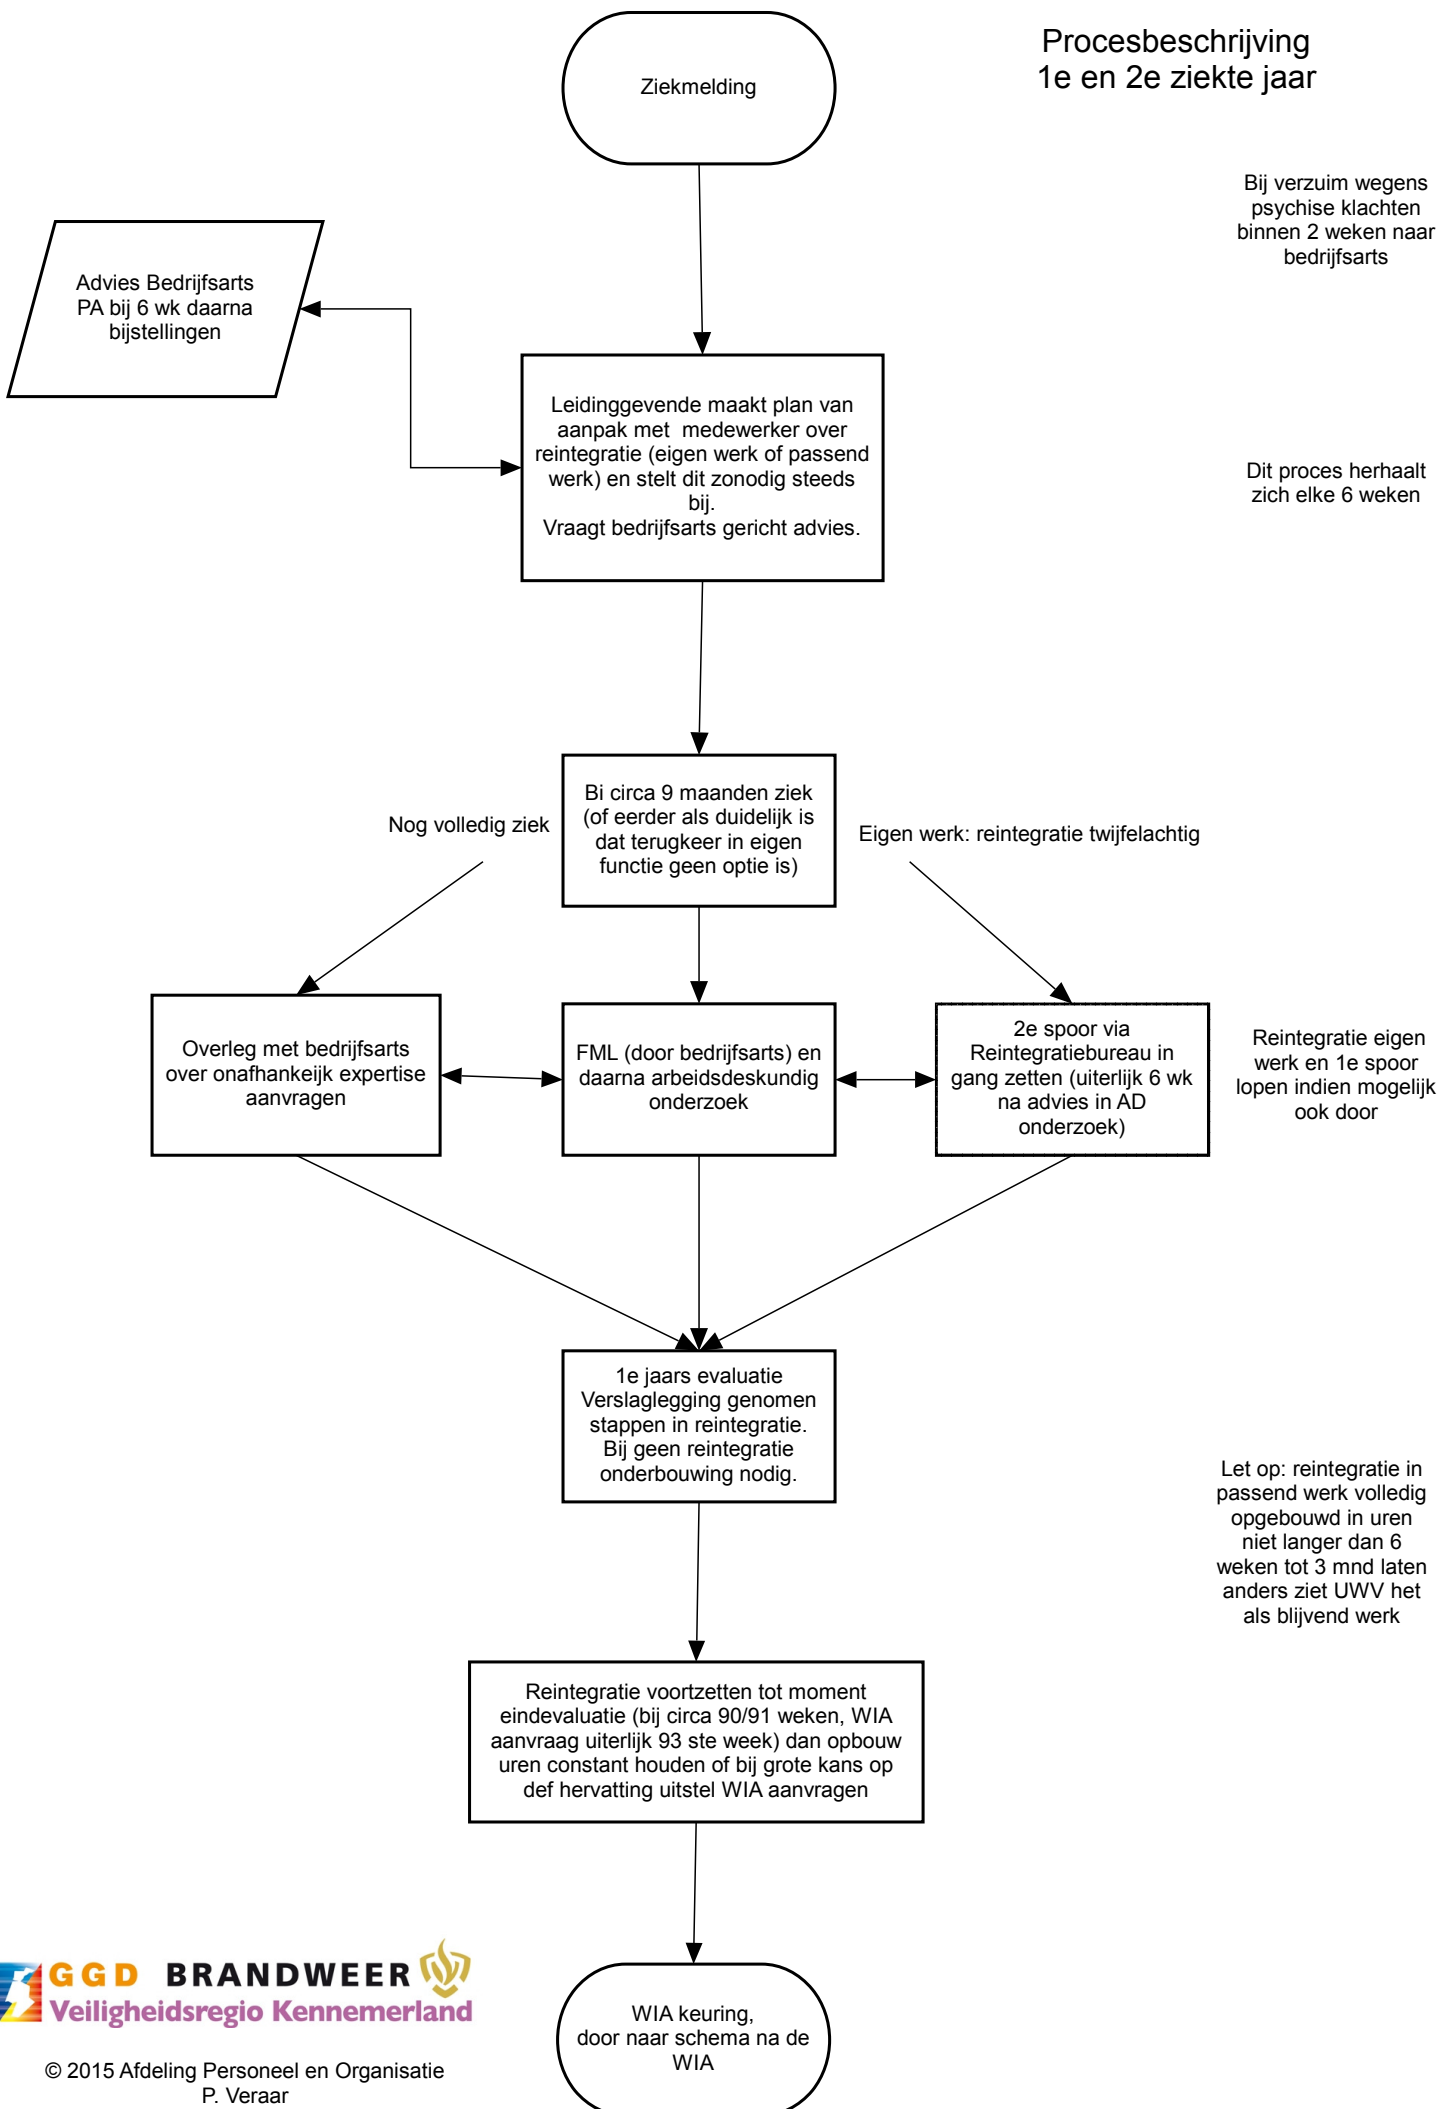 Procesbeschrijving
1e en 2e ziekte jaar
Ziekmelding
Bij verzuim wegens
psychise klachten
binnen 2 weken naar
bedrijfsarts
Advies Bedrijfsarts
PA bij 6 wk daarna
bijstellingen
Leidinggevende maakt plan van
aanpak met  medewerker over
reintegratie (eigen werk of passend
werk) en stelt dit zonodig steeds
bij.
Vraagt bedrijfsarts gericht advies.
Dit proces herhaalt
zich elke 6 weken
Bi circa 9 maanden ziek
(of eerder als duidelijk is
dat terugkeer in eigen
functie geen optie is)
Nog volledig ziek
Eigen werk: reintegratie twijfelachtig
Overleg met bedrijfsarts
over onafhankeijk expertise
aanvragen
FML (door bedrijfsarts) en
daarna arbeidsdeskundig
onderzoek
2e spoor via
Reintegratiebureau in
gang zetten (uiterlijk 6 wk
na advies in AD
onderzoek)
Reintegratie eigen
werk en 1e spoor
lopen indien mogelijk
ook door
1e jaars evaluatie
Verslaglegging genomen
stappen in reintegratie.
Bij geen reintegratie
onderbouwing nodig.
Let op: reintegratie in
passend werk volledig
opgebouwd in uren
niet langer dan 6
weken tot 3 mnd laten
anders ziet UWV het
als blijvend werk
Reintegratie voortzetten tot moment
eindevaluatie (bij circa 90/91 weken, WIA
aanvraag uiterlijk 93 ste week) dan opbouw
uren constant houden of bij grote kans op
def hervatting uitstel WIA aanvragen
WIA keuring,
door naar schema na de
WIA
GGD BRANDWEER
Veiligheidsregio Kennemerland
© 2015 Afdeling Personeel en Organisatie
P. Veraar